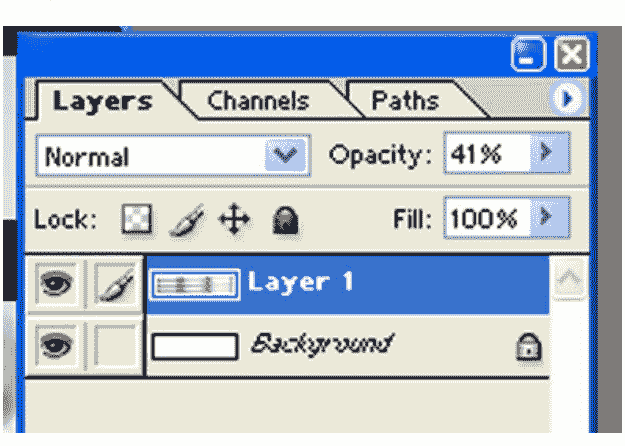 Layers Channels Paths
Normal Opacity: 41%
Lock: Fill: 100%
Layer 1
Background